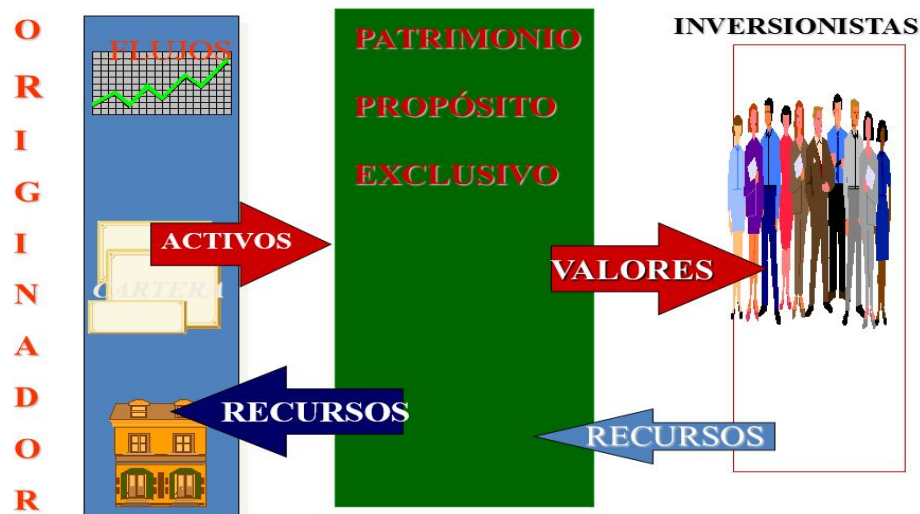 ORIGINADOR
FLUJOS
PATRIMONIO
PROPÓSITO
EXCLUSIVO
INVERSIONISTAS
ACTIVOS
VALORES
CARTERA
RECURSOS
RECURSOS